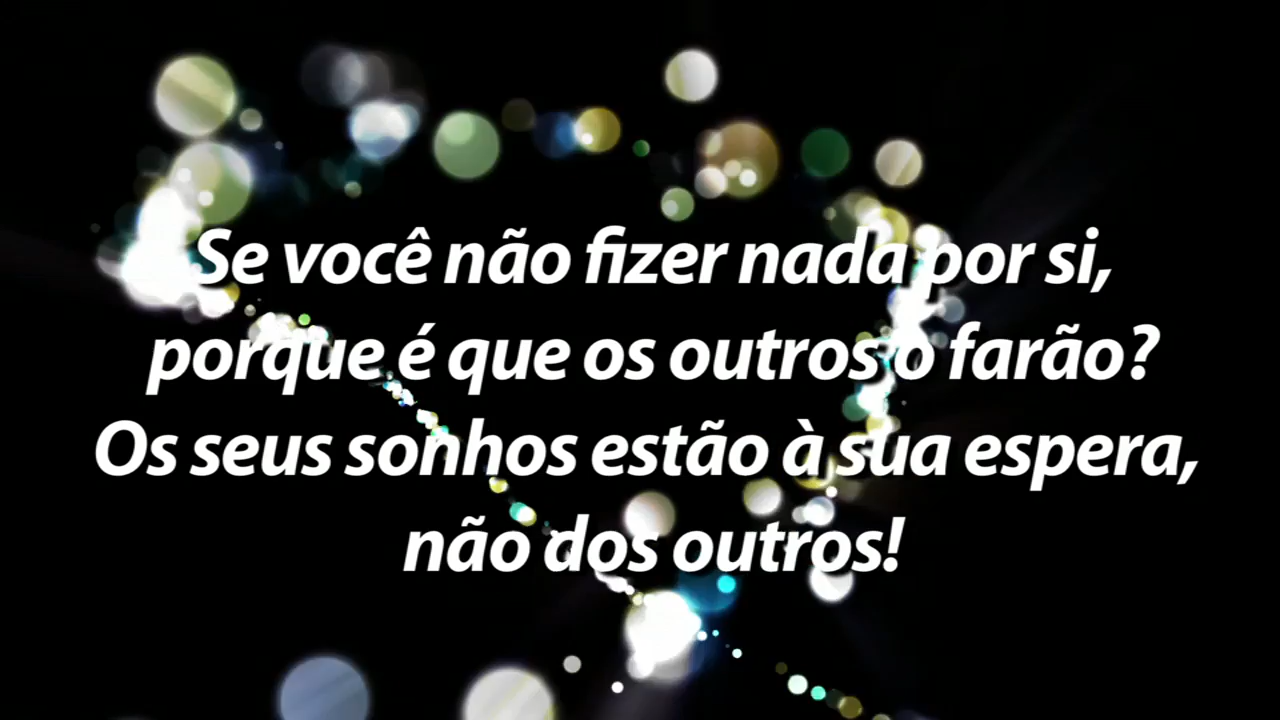 Se você não fizer nada por si,
porque é que os outros o farão?
Os seus sonhos estão à sua espera,
não dos outros!